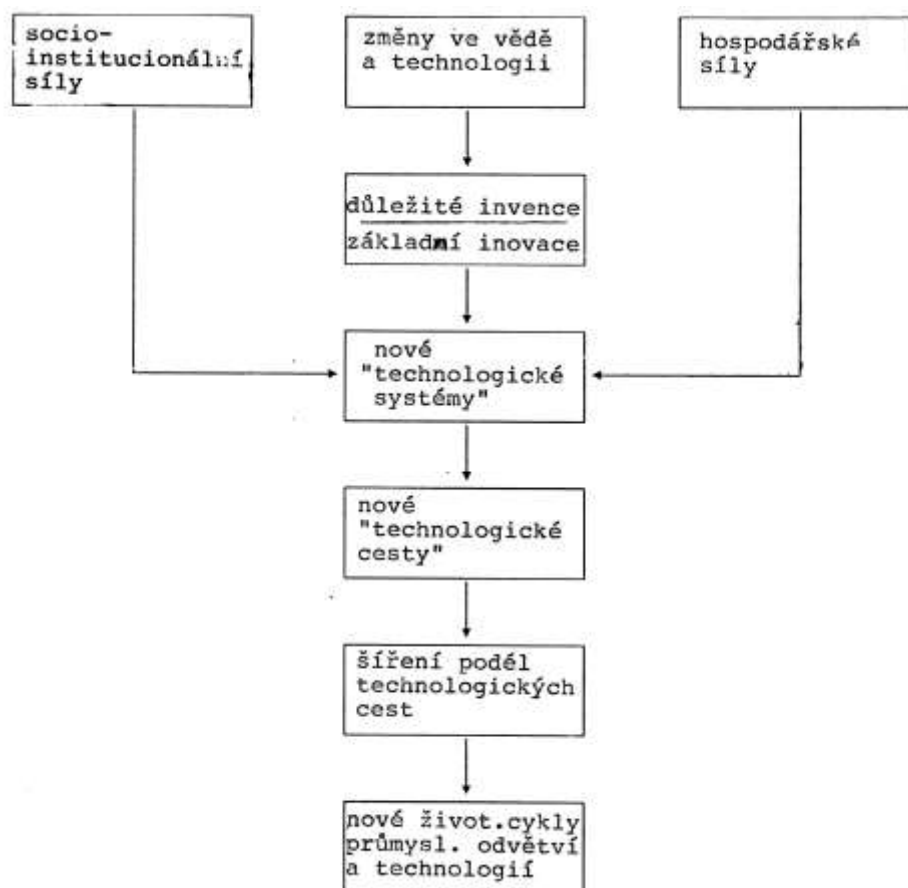 socio-
institucionální
síly
změny ve vědě
a technologii
hospodářské
síly
důležité invence
základní inovace
nové
"technologické
systémy"
nové
"technologické
cesty"
šíření podél
technologických
cest
nové život.cykly
průmysl. odvětví
a technologií